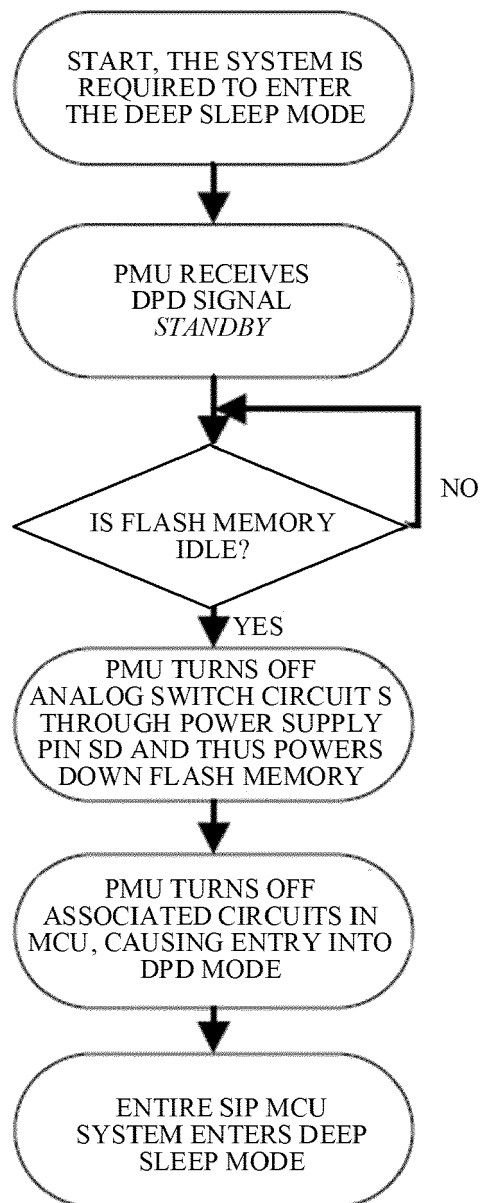 START, THE SYSTEM IS
REQUIRED TO ENTER
THE DEEP SLEEP MODE
PMU RECEIVES
DPD SIGNAL
STANDBY
NO
IS FLASH MEMORY
IDLE?
YES
PMU TURNS OFF
ANALOG SWITCH CIRCUIT S
THROUGH POWER SUPPLY
PIN SD AND THUS POWERS
DOWN FLASH MEMORY
PMU TURNS OFF
ASSOCIATED CIRCUITS IN
MCU, CAUSING ENTRY INTO
DPD MODE
ENTIRE SIP MCU
SYSTEM ENTERS DEEP
SLEEP MODE